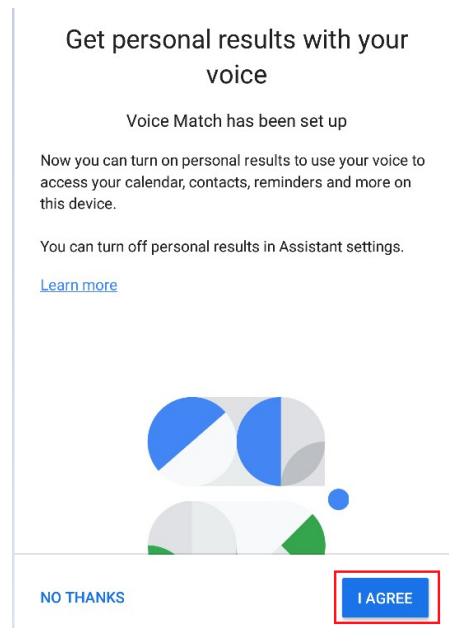 Get personal results with your
voice
Voice Match has been set up
Now you can turn on personal results to use your voice to
access your calendar, contacts, reminders and more on
this device.
You can turn off personal results in Assistant settings.
Learn more
NO THANKS
I AGREE